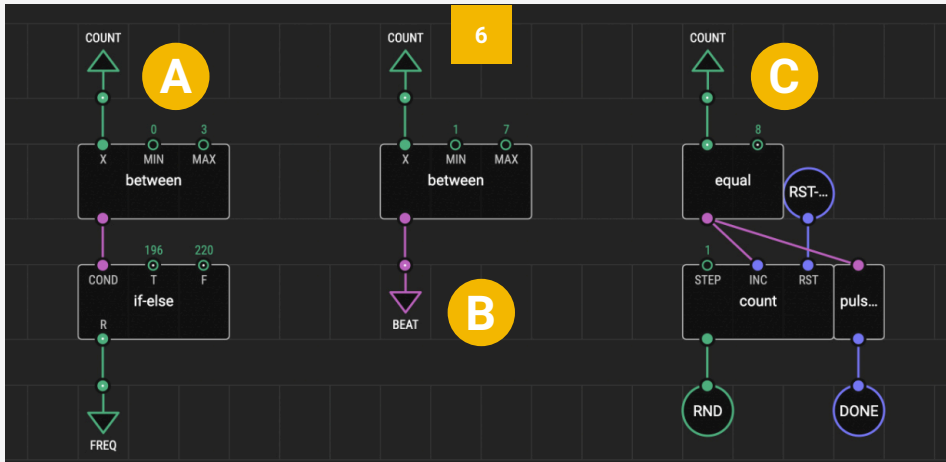 COUNT
6
COUNT
COUNT
A
C
0
3
1
7
8
X
MIN
MAX
X
MIN
MAX
between
between
equal
RST-...
196
220
1
COND
T
F
STEP
INC
RST
if-else
count
puls...
R
B
BEAT
RND
DONE
FREQ